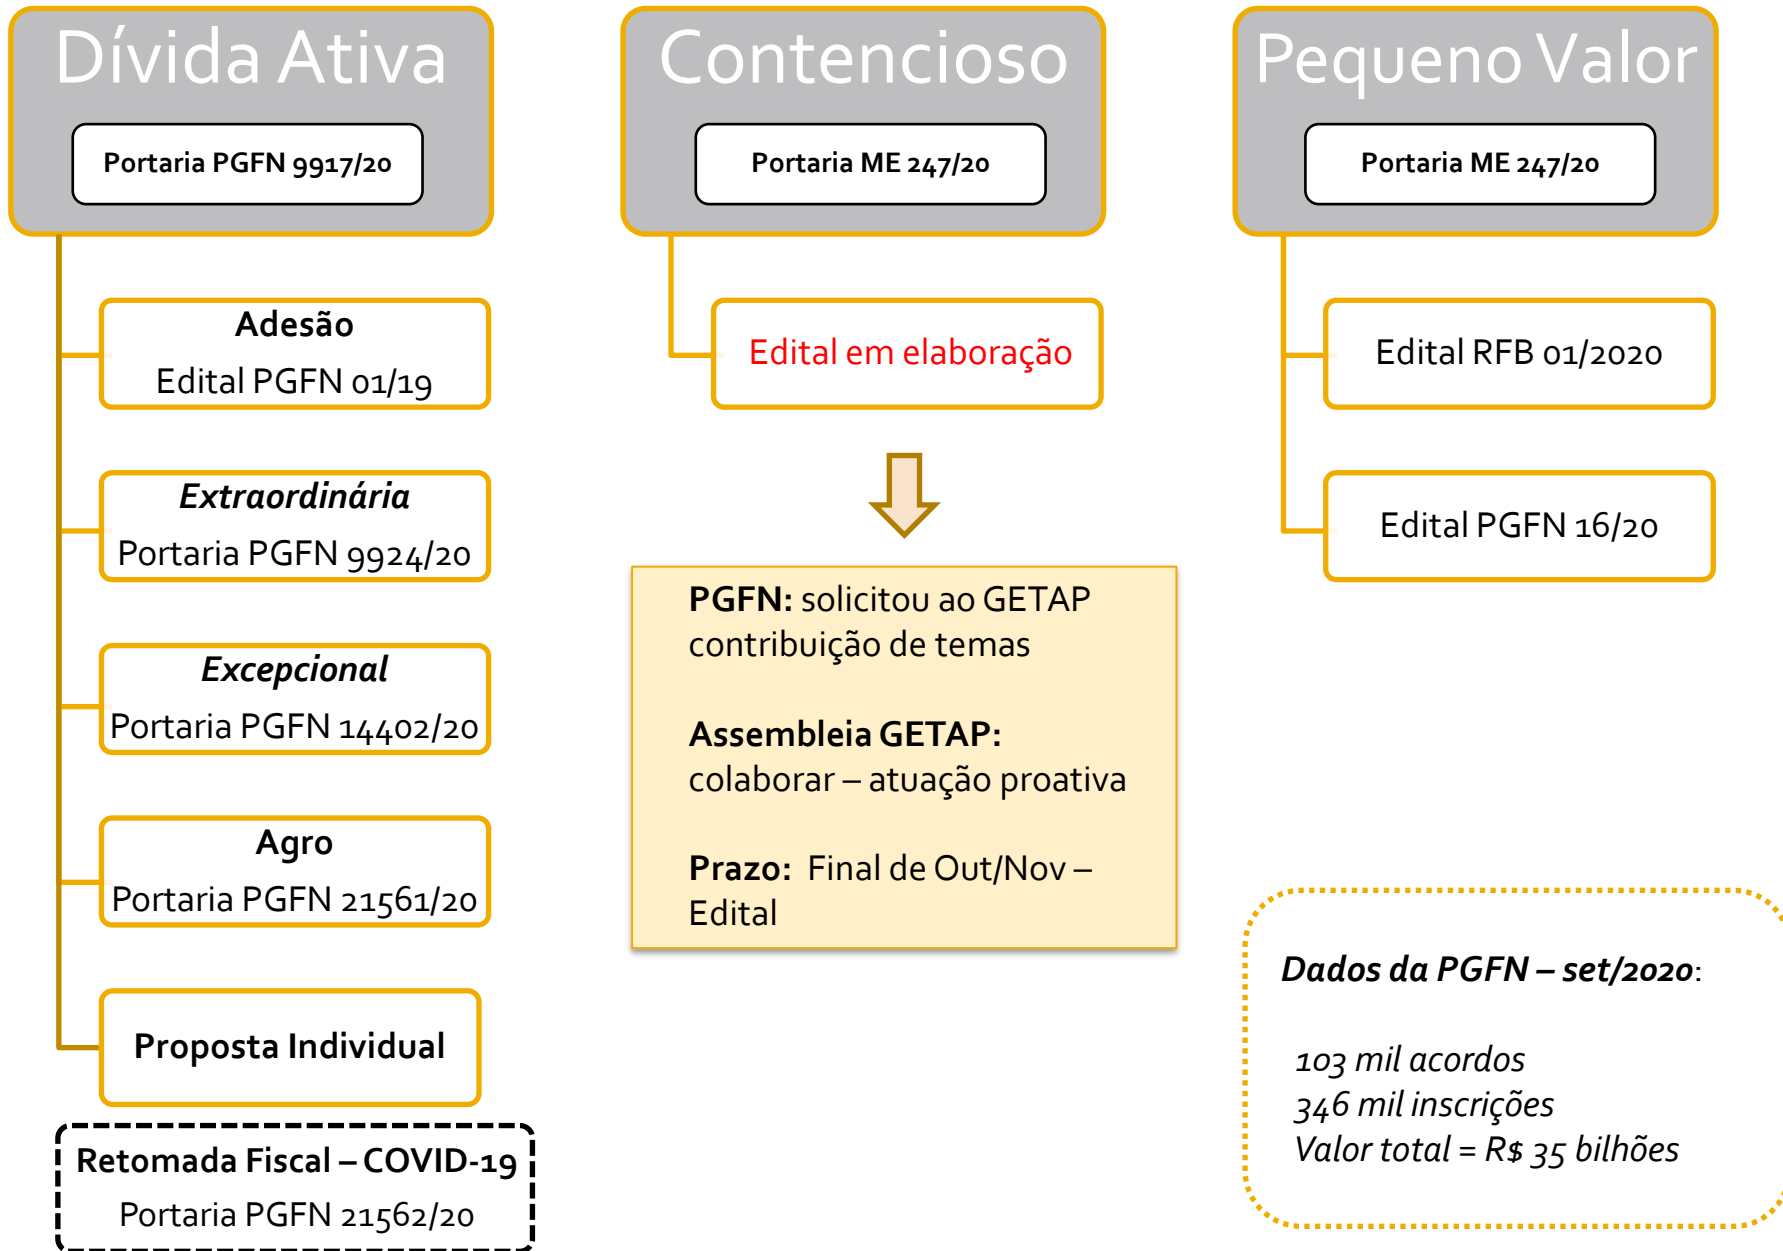 Dívida Ativa
Portaria PGFN 9917/20
Adesão
Edital PGFN 01/19
Extraordinária
Portaria PGFN 9924/20
Excepcional
Portaria PGFN 14402/20
Agro
Portaria PGFN 21561/20
Proposta Individual
Retomada Fiscal – COVID-19
Portaria PGFN 21562/20
Contencioso
Portaria ME 247/20
Edital em elaboração
PGFN: solicitou ao GETAP
contribuição de temas
Assembleia GETAP:
colaborar – atuação proativa
Prazo: Final de Out/Nov –
Edital
Pequeno Valor
Portaria ME 247/20
Edital RFB 01/2020
Edital PGFN 16/20
Dados da PGFN – set/2020:
103 mil acordos
346 mil inscrições
Valor total = R$ 35 bilhões